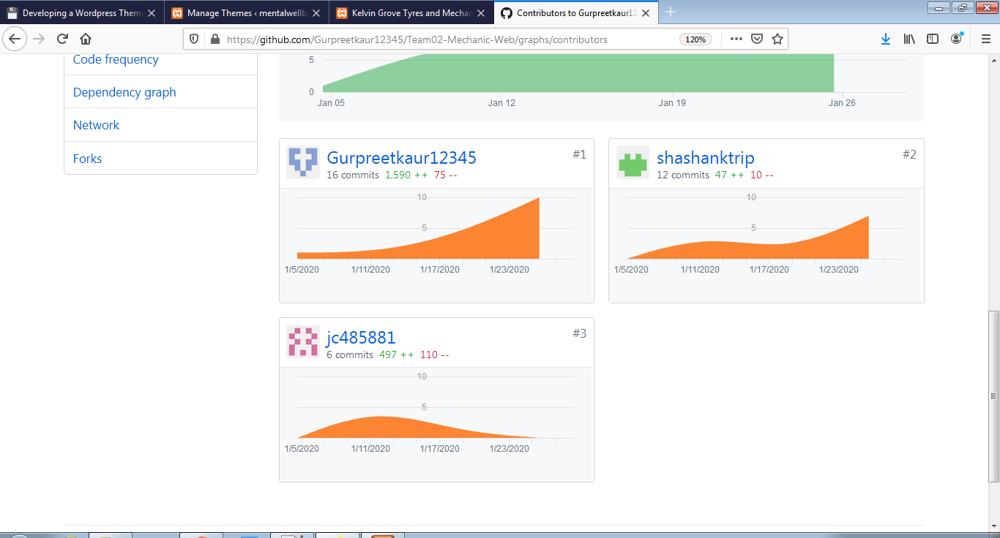 Developing a Wordpress Them
Manage Themes ‹ mentalwellb
Kelvin Grove Tyres and Mechan
Contributors to Gurpreetkaur12
https://github.com/Gurpreetkaur12345/Team02-Mechanic-Web/graphs/contributors
120%
Code frequency
Dependency graph
Network
Forks
5
0
Jan 05
Jan 12
Jan 19
Jan 26
Gurpreetkaur12345
#1
16 commits 1,590 ++ 75 --
10
5
1/5/2020
1/11/2020
1/17/2020
1/23/2020
shashanktrip
#2
12 commits 47 ++ 10 --
10
5
1/5/2020
1/11/2020
1/17/2020
1/23/2020
jc485881
#3
6 commits 497 ++ 110 --
10
5
1/5/2020
1/11/2020
1/17/2020
1/23/2020